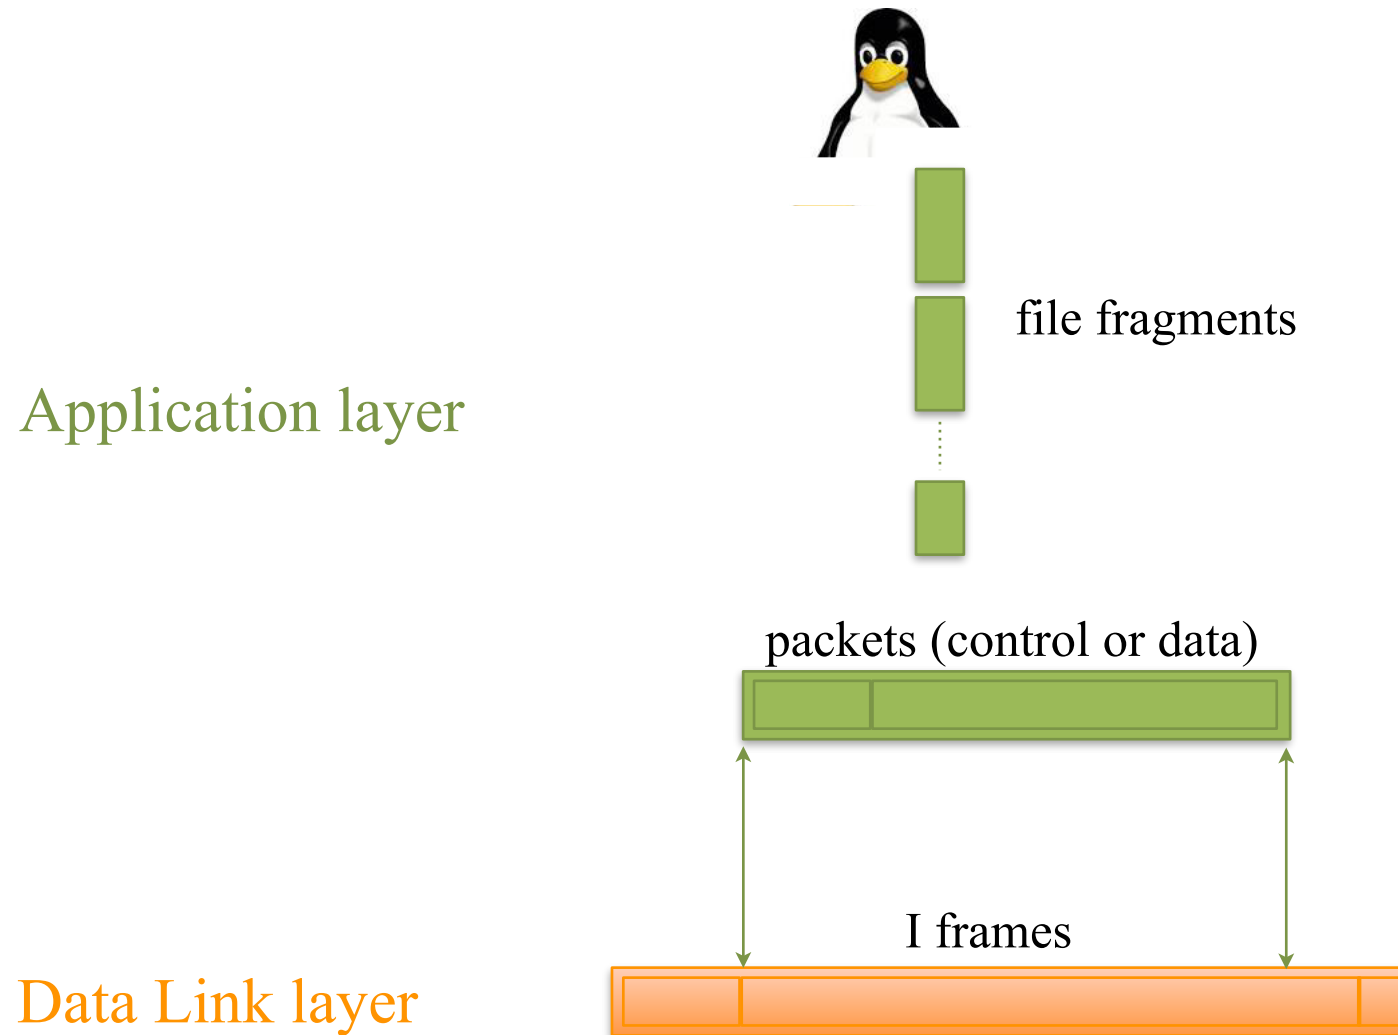 file fragments
Application layer
packets (control or data)
I frames
Data Link layer